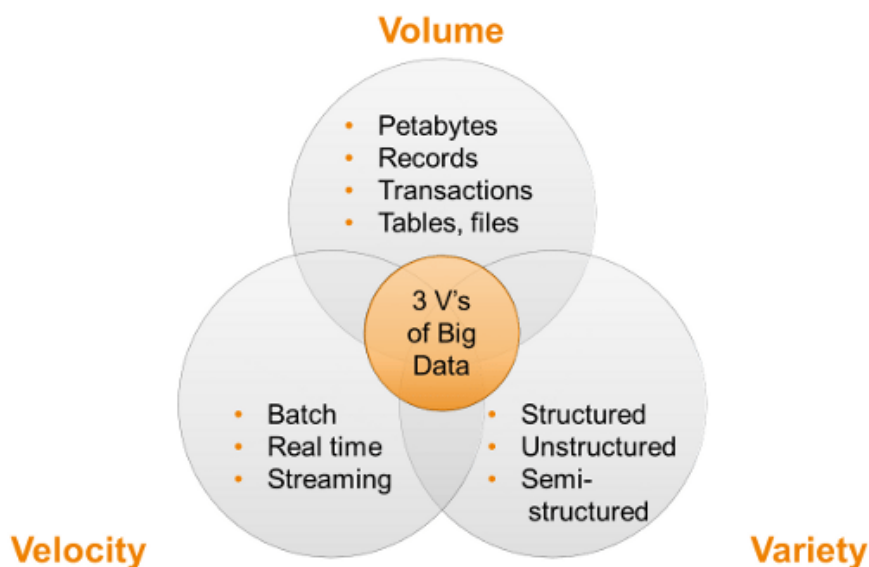 Volume
• Petabytes
• Records
• Transactions
• Tables, files
3 V’s
of Big
Data
• Batch
• Real time
• Streaming
• Structured
• Unstructured
• Semi-
structured
Velocity
Variety